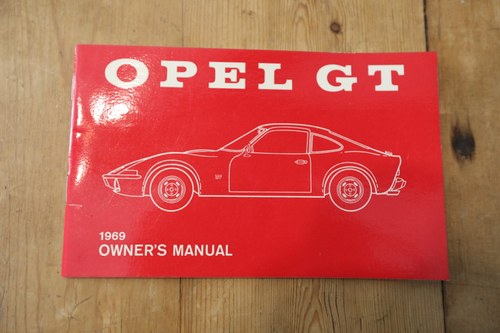 OPEL GT
1969
OWNER'S MANUAL